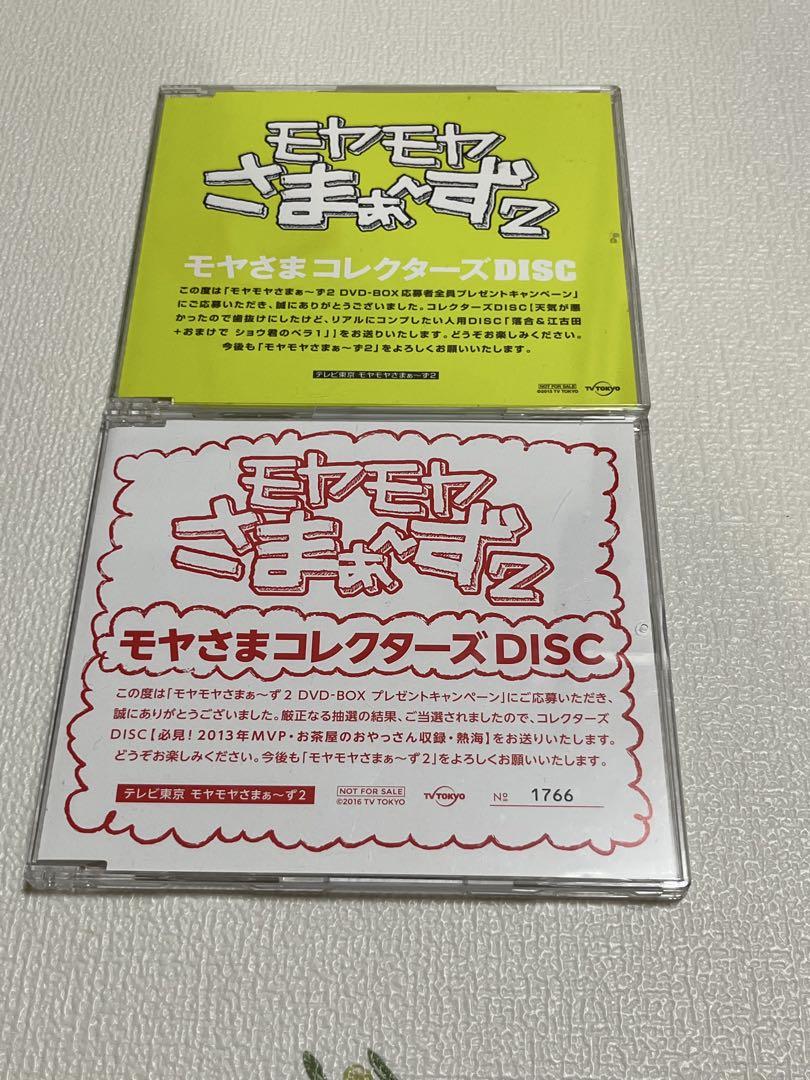 モヤモヤ
さまぁ〜ず2
モヤさまコレクターズDISC
この度は「モヤモヤさまぁ〜ず2 DVD-BOX応募者全員プレゼントキャンペーン」
にご応募いただき、誠にありがとうございました。コレクターズDISC【天気が悪
かったので歯抜けにしたけど、リアルにコンプしたい人用DISC「落合&江古田
+おまけで ショウ君のペラ1」】をお送りいたします。どうぞお楽しみください。
今後も「モヤモヤさまぁ〜ず2」をよろしくお願いいたします。
テレビ東京 モヤモヤさまぁ〜ず2
NOT FOR SALE
©2015 TV TOKYO
TV TOKYO
モヤモヤ
さまぁ〜ず2
モヤさまコレクターズDISC
この度は「モヤモヤさまぁ〜ず2 DVD-BOX プレゼントキャンペーン」にご応募いただき、
誠にありがとうございました。厳正なる抽選の結果、ご当選されましたので、コレクターズ
DISC【必見!2013年MVP・お茶屋のおやっさん収録・熱海】をお送りいたします。
どうぞお楽しみください。今後も「モヤモヤさまぁ〜ず2」をよろしくお願いいたします。
テレビ東京 モヤモヤさまぁ〜ず2
NOT FOR SALE
©2016 TV TOKYO
TV TOKYO
№ 1766